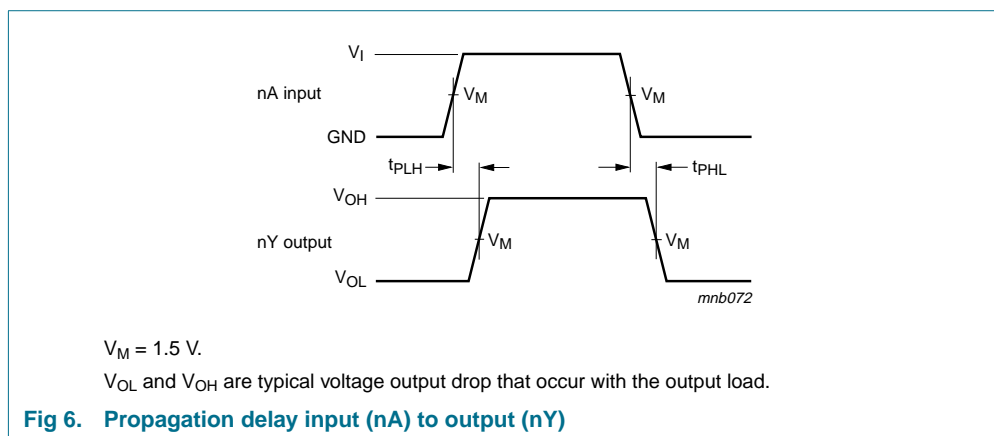 VI
nA input
VM
VM
GND
tPLH
tPHL
VOH
nY output
VM
VM
VOL
mnb072
VM = 1.5 V.
VOL and VOH are typical voltage output drop that occur with the output load.
Fig 6. Propagation delay input (nA) to output (nY)